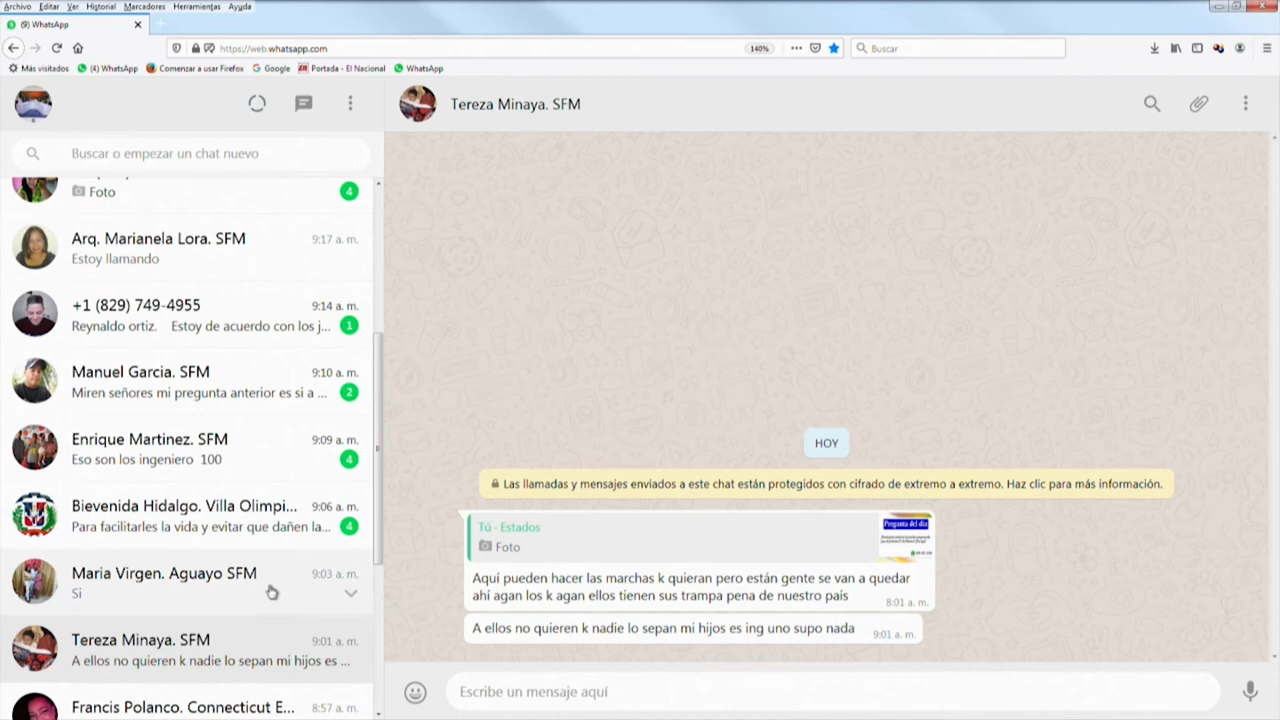 Archivo Editar Ver Historial Marcadores Herramientas Ayuda
(9) WhatsApp
https://web.whatsapp.com
140%
Buscar
Más visitados
(4) WhatsApp
Comenzar a usar Firefox
Google
Portada - El Nacional
WhatsApp
Buscar o empezar un chat nuevo
Foto
4
Arq. Marianela Lora. SFM
9:17 a. m.
Estoy llamando
+1 (829) 749-4955
9:14 a. m.
Reynaldo ortiz. Estoy de acuerdo con los j...
1
Manuel Garcia. SFM
9:10 a. m.
Miren señores mi pregunta anterior es si a ...
2
Enrique Martinez. SFM
9:09 a. m.
Eso son los ingeniero 100
4
Bievenida Hidalgo. Villa Olimpi...
9:06 a. m.
Para facilitarles la vida y evitar que dañen la...
4
Maria Virgen. Aguayo SFM
9:03 a. m.
Si
Tereza Minaya. SFM
9:01 a. m.
A ellos no quieren k nadie lo sepan mi hijos es ...
Francis Polanco. Connecticut E...
8:57 a. m.
Tereza Minaya. SFM
HOY
Las llamadas y mensajes enviados a este chat están protegidos con cifrado de extremo a extremo. Haz clic para más información.
Tú · Estados
Foto
Pregunta del día
Aquí pueden hacer las marchas k quieran pero están gente se van a quedar
ahí agan los k agan ellos tienen sus trampa pena de nuestro país
8:01 a. m.
A ellos no quieren k nadie lo sepan mi hijos es ing uno supo nada
9:01 a. m.
Escribe un mensaje aquí